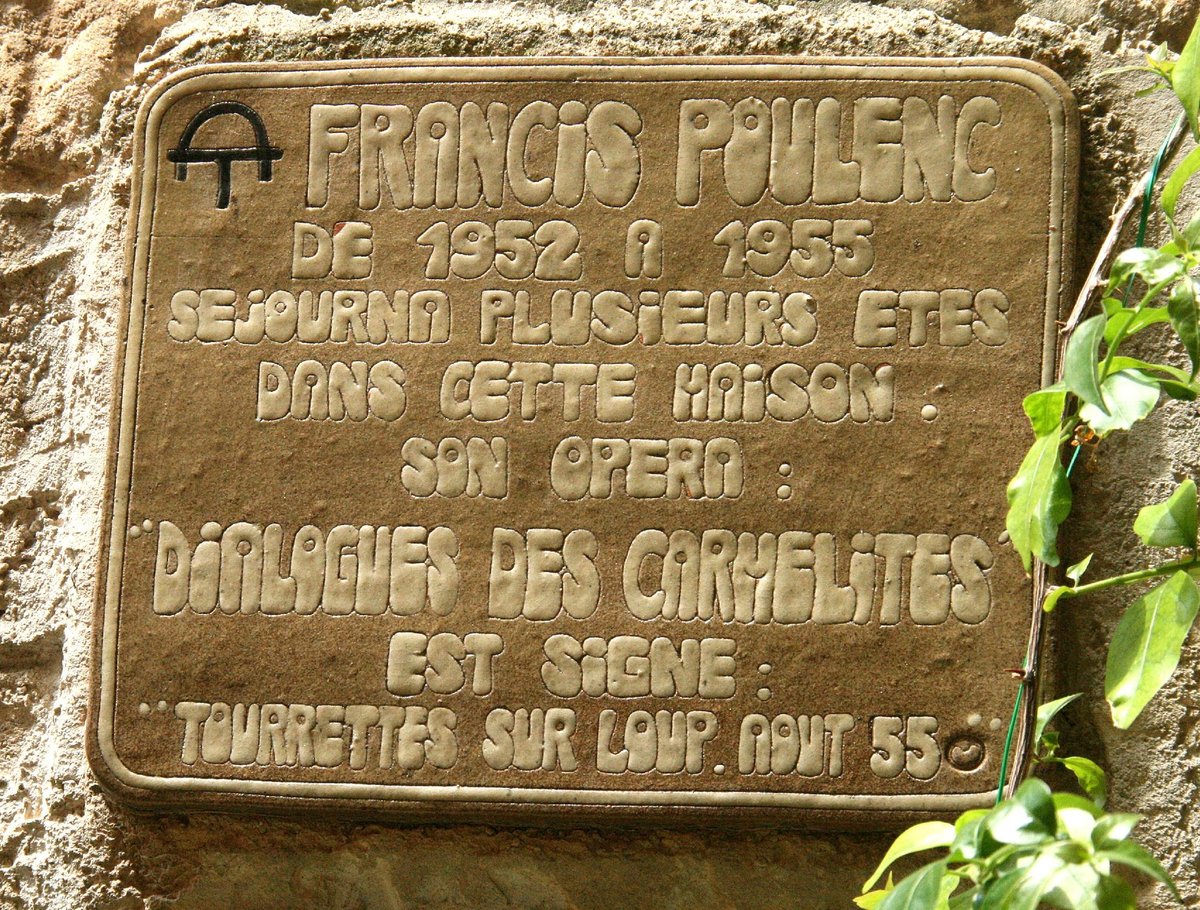 FRANCIS POULENC
DE 1952 A 1955
SEJOURNA PLUSIEURS ETES
DANS CETTE MAISON .
SON OPERA :
"DIALOGUES DES CARMELITES"
EST SIGNE :
"TOURRETTES SUR LOUP. AOUT 55"